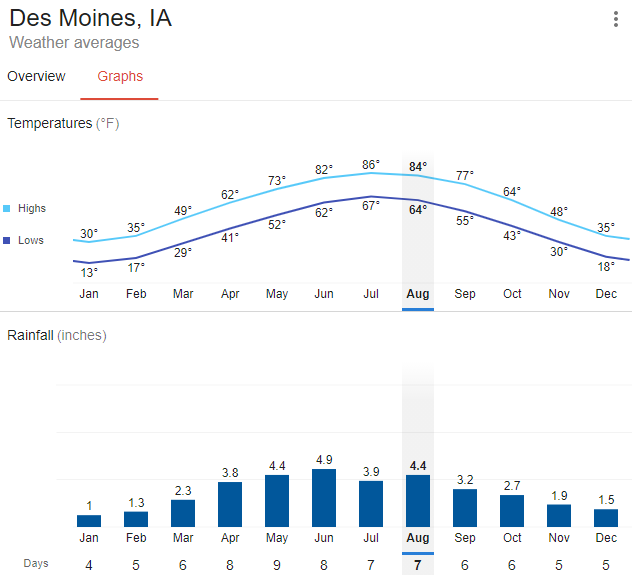 Des Moines, IA
Weather averages
Overview Graphs
Temperatures (°F)
30° 35° 49° 62° 73° 82° 86° 84° 77° 64° 48° 35°
Highs
Lows
13° 17° 29° 41° 52° 62° 67° 64° 55° 43° 30° 18°
Jan Feb Mar Apr May Jun Jul Aug Sep Oct Nov Dec
Rainfall (inches)
1 1.3 2.3 3.8 4.4 4.9 3.9 4.4 3.2 2.7 1.9 1.5
Jan Feb Mar Apr May Jun Jul Aug Sep Oct Nov Dec
Days 4 5 6 8 9 8 7 7 6 6 5 5